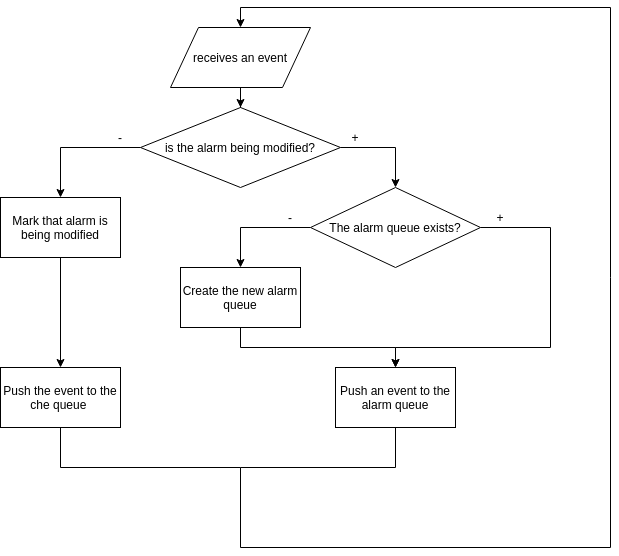 receives an event
is the alarm being modified?
-
+
Mark that alarm is
being modified
The alarm queue exists?
-
+
Create the new alarm
queue
Push the event to the
che queue
Push an event to the
alarm queue